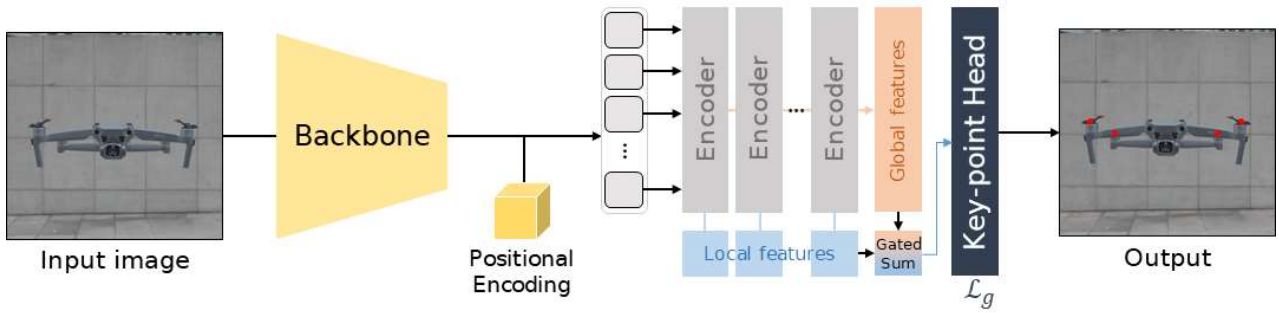 Input image
Backbone
Positional
Encoding
...
Encoder
Encoder
...
Encoder
Global features
Local features
Gated
Sum
Key-point Head
ℒg
Output